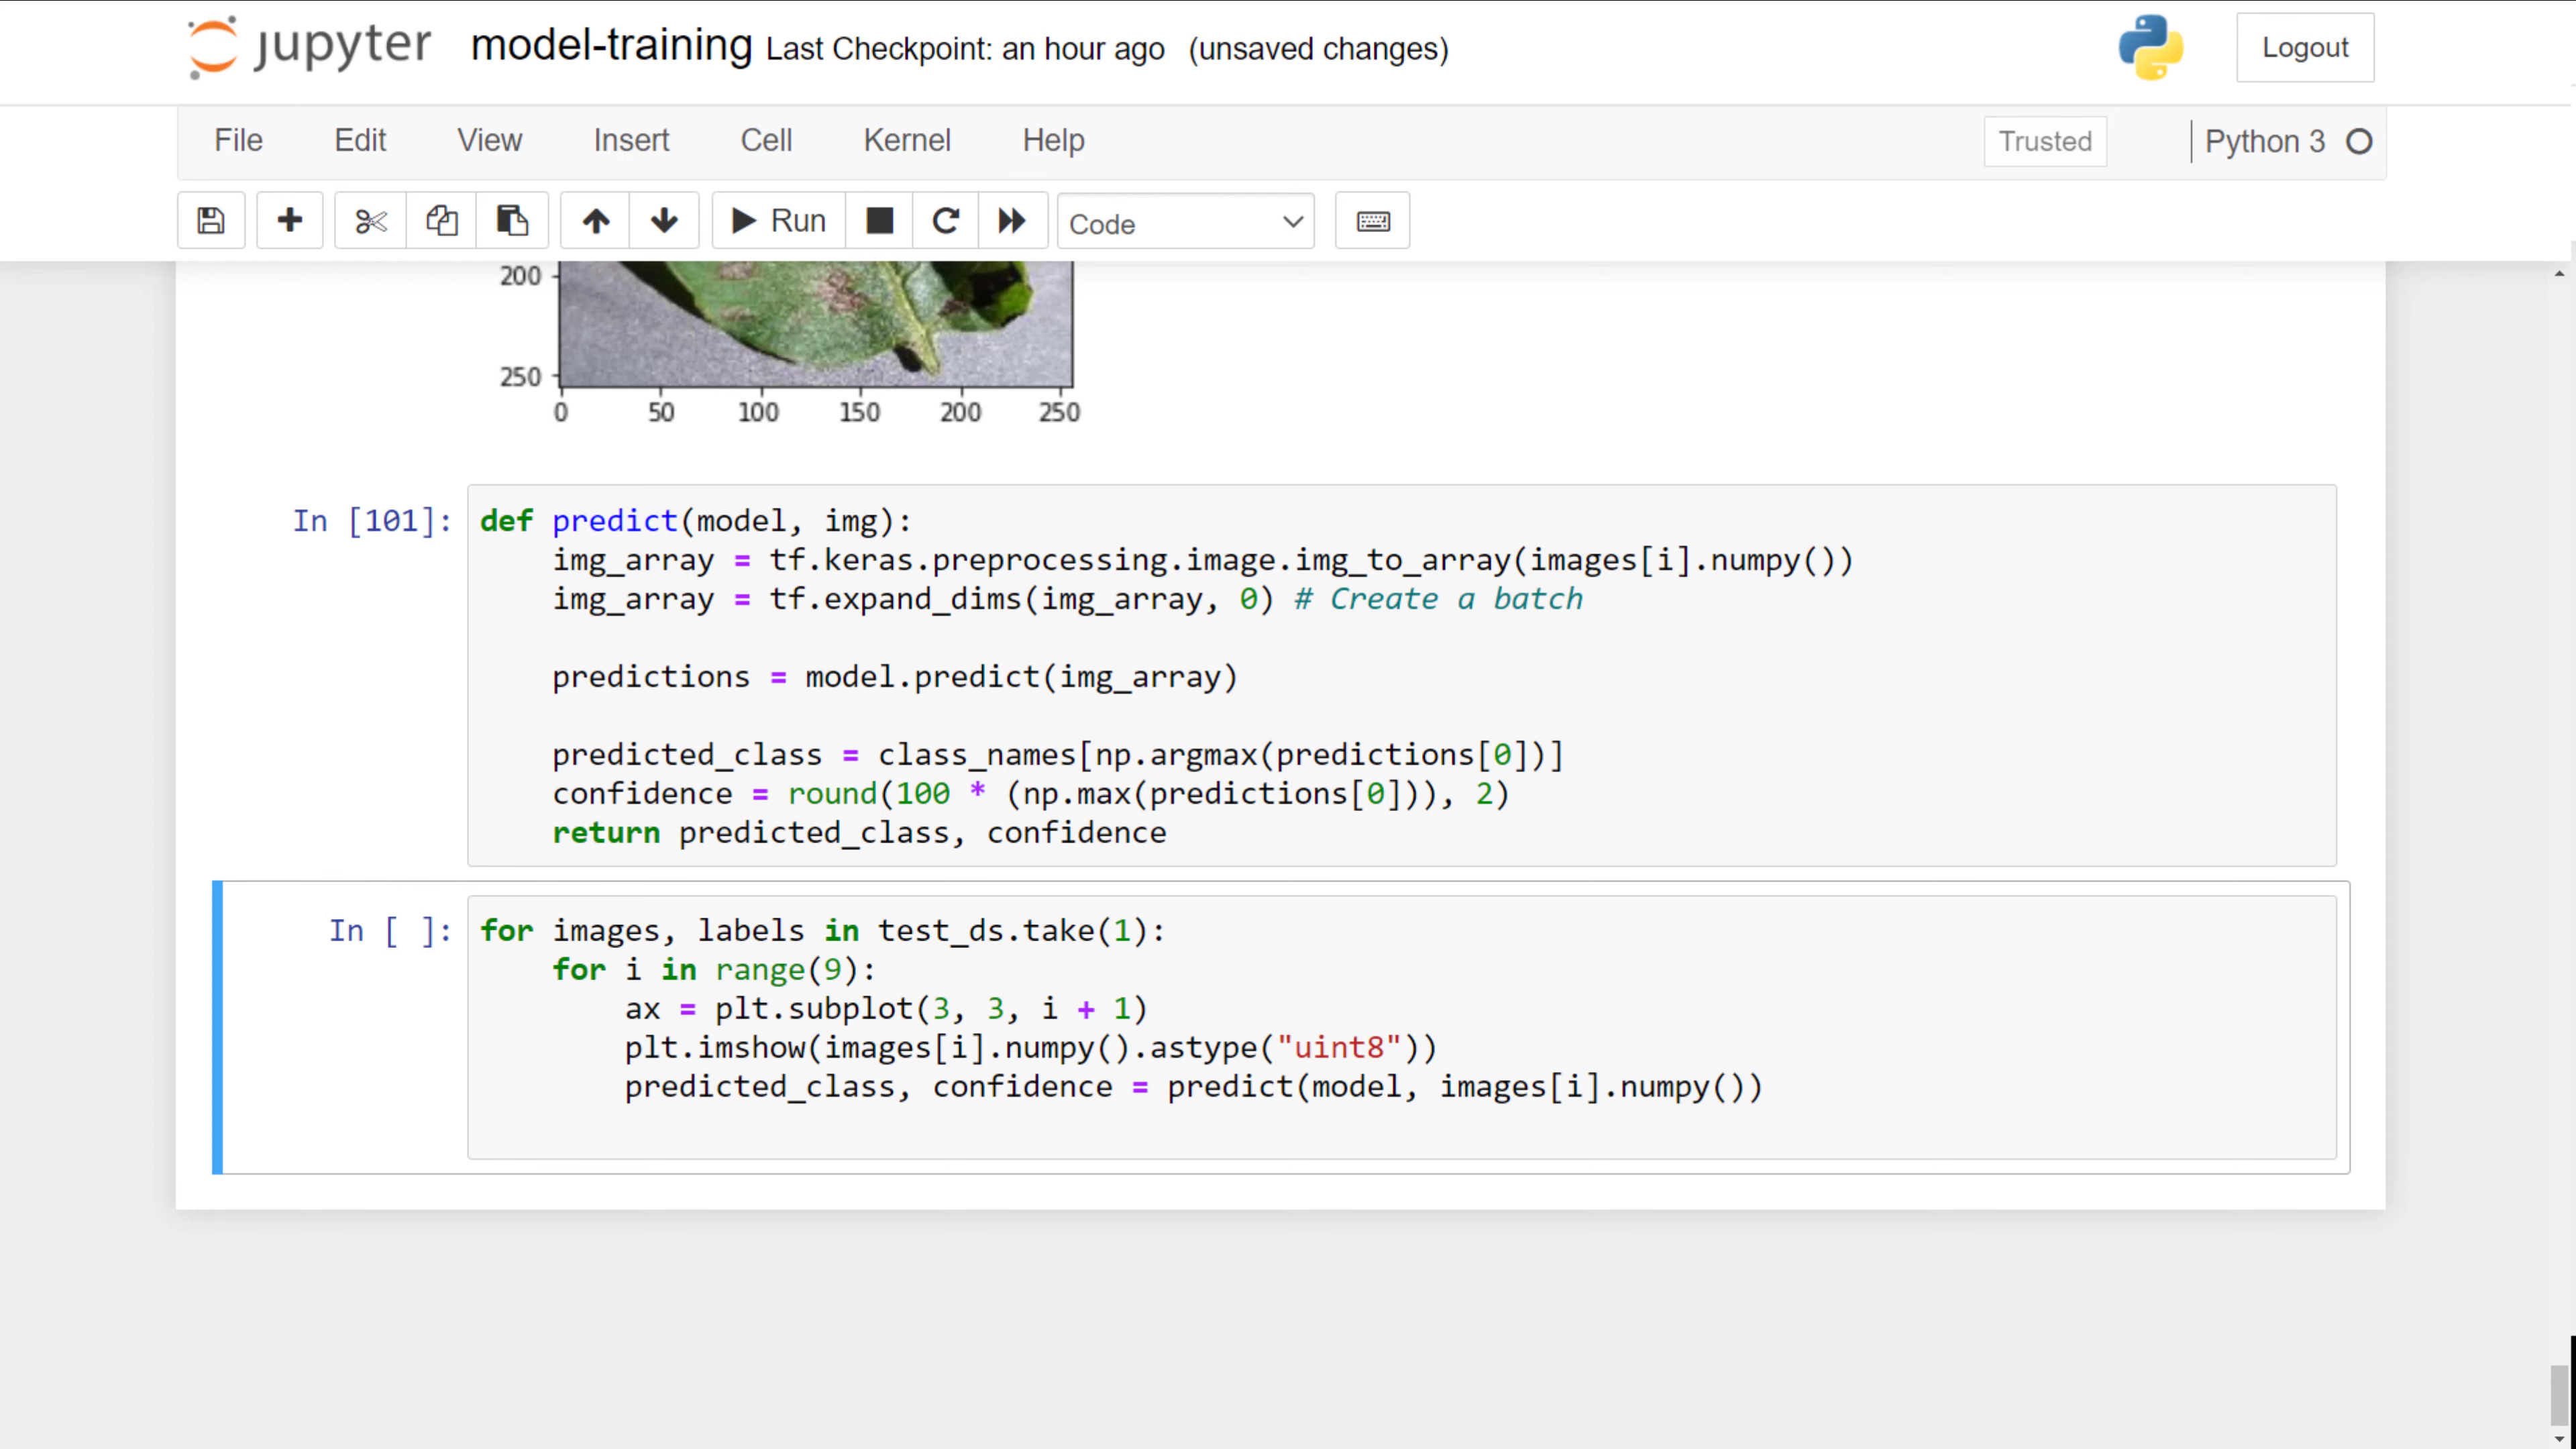 jupyter model-training Last Checkpoint: an hour ago (unsaved changes) Logout
File Edit View Insert Cell Kernel Help Trusted Python 3
Run Code
200
250
0 50 100 150 200 250
In [101]: def predict(model, img):
    img_array = tf.keras.preprocessing.image.img_to_array(images[i].numpy())
    img_array = tf.expand_dims(img_array, 0) # Create a batch
    predictions = model.predict(img_array)
    predicted_class = class_names[np.argmax(predictions[0])]
    confidence = round(100 * (np.max(predictions[0])), 2)
    return predicted_class, confidence
In [ ]: for images, labels in test_ds.take(1):
    for i in range(9):
        ax = plt.subplot(3, 3, i + 1)
        plt.imshow(images[i].numpy().astype("uint8"))
        predicted_class, confidence = predict(model, images[i].numpy())